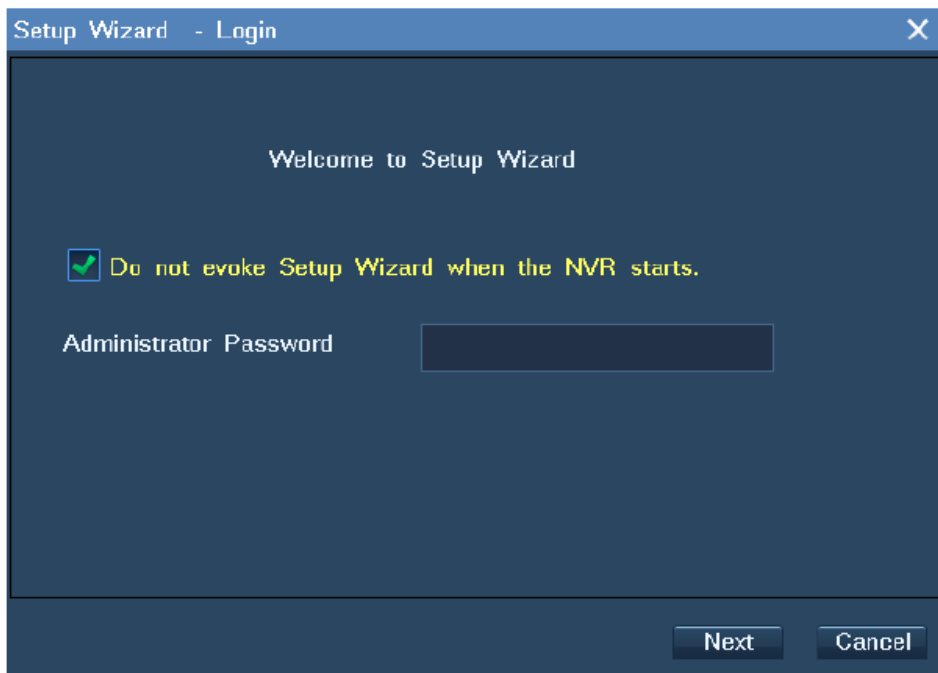 Setup Wizard - Login
Welcome to Setup Wizard
Do not evoke Setup Wizard when the NVR starts.
Administrator Password
Next Cancel